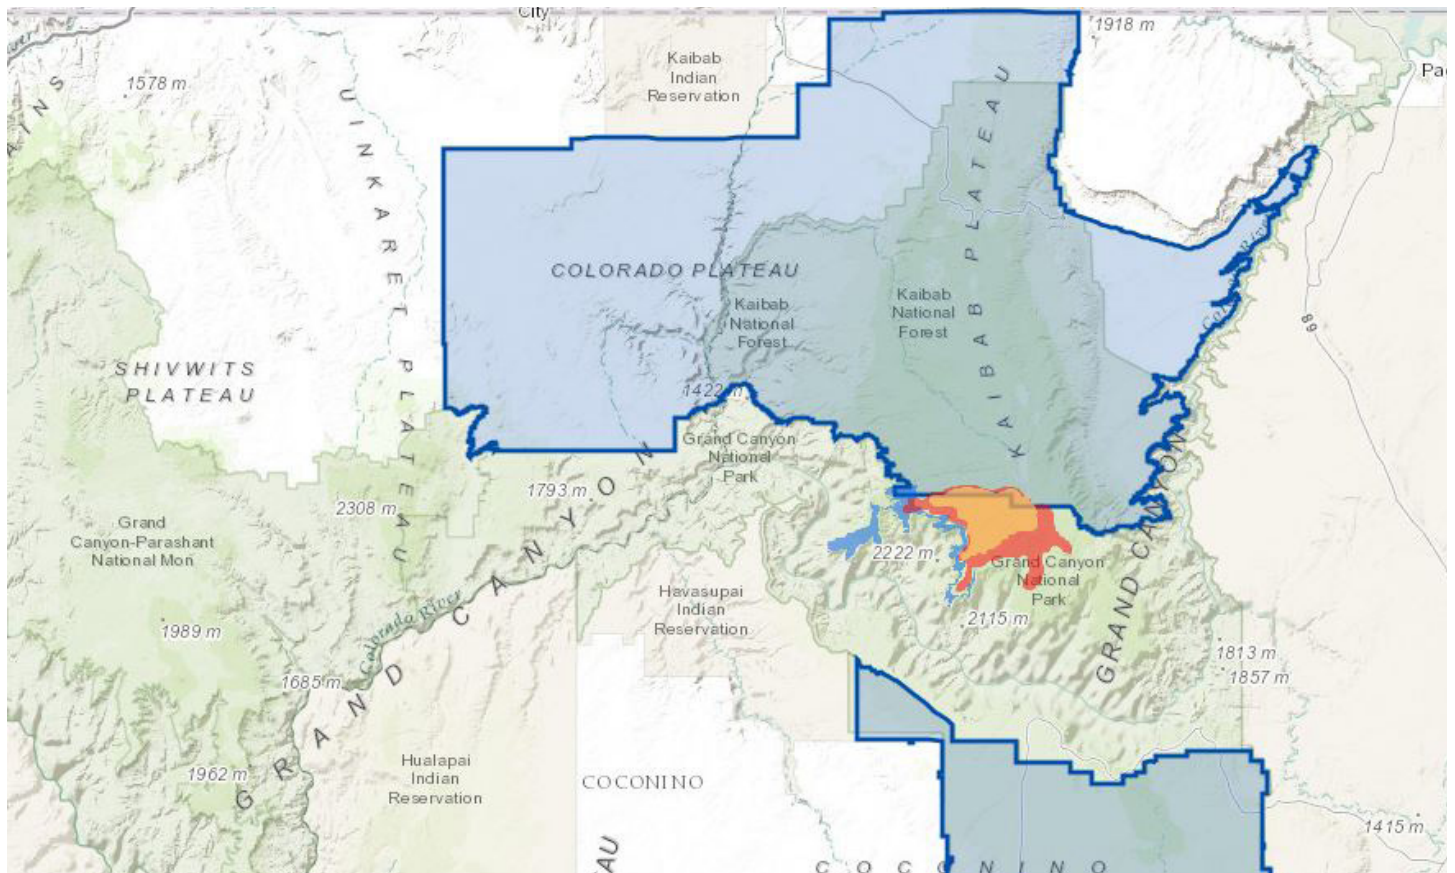 City
1918 m
Kaibab
Indian
Reservation
1578 m
AINS
UINKARET PLATEAU
KAIBAB PLATEAU
COLORADO PLATEAU
Kaibab
National
Forest
Kaibab
National
Forest
89
SHIVWITS
PLATEAU
1422 m
Grand Canyon
National
Park
1793 m
2308 m
Grand
Canyon-Parashant
National Mon
2222 m
Grand Canyon
National
Park
GRAND CANYON
Havasupai
Indian
Reservation
2115 m
Colorado River
1989 m
1813 m
1857 m
1685 m
GRAND CANYON
Hualapai
Indian
Reservation
1962 m
COCONINO
1415 m
AU
COCONINO